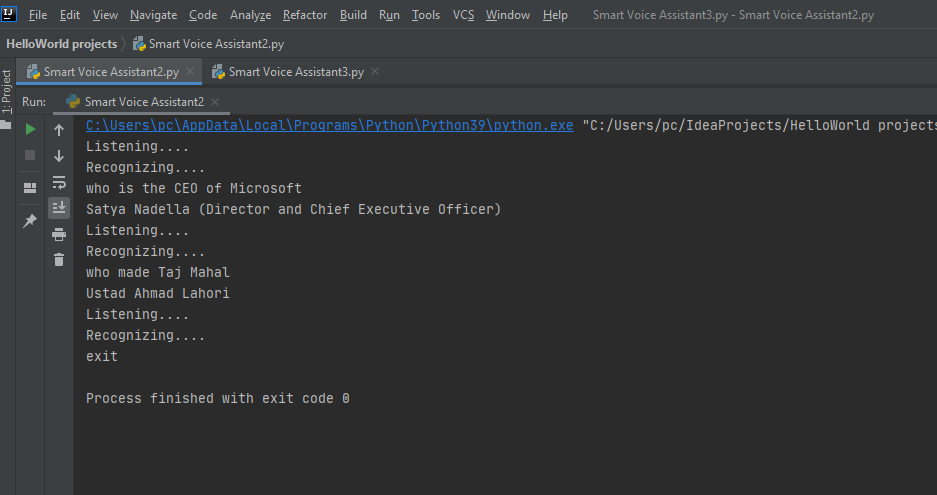 IJ File Edit View Navigate Code Analyze Refactor Build Run Tools VCS Window Help Smart Voice Assistant3.py - Smart Voice Assistant2.py
HelloWorld projects Smart Voice Assistant2.py
Smart Voice Assistant2.py Smart Voice Assistant3.py
1: Project
Run: Smart Voice Assistant2
C:\Users\pc\AppData\Local\Programs\Python\Python39\python.exe "C:/Users/pc/IdeaProjects/HelloWorld projects
Listening....
Recognizing....
who is the CEO of Microsoft
Satya Nadella (Director and Chief Executive Officer)
Listening....
Recognizing....
who made Taj Mahal
Ustad Ahmad Lahori
Listening....
Recognizing....
exit
Process finished with exit code 0